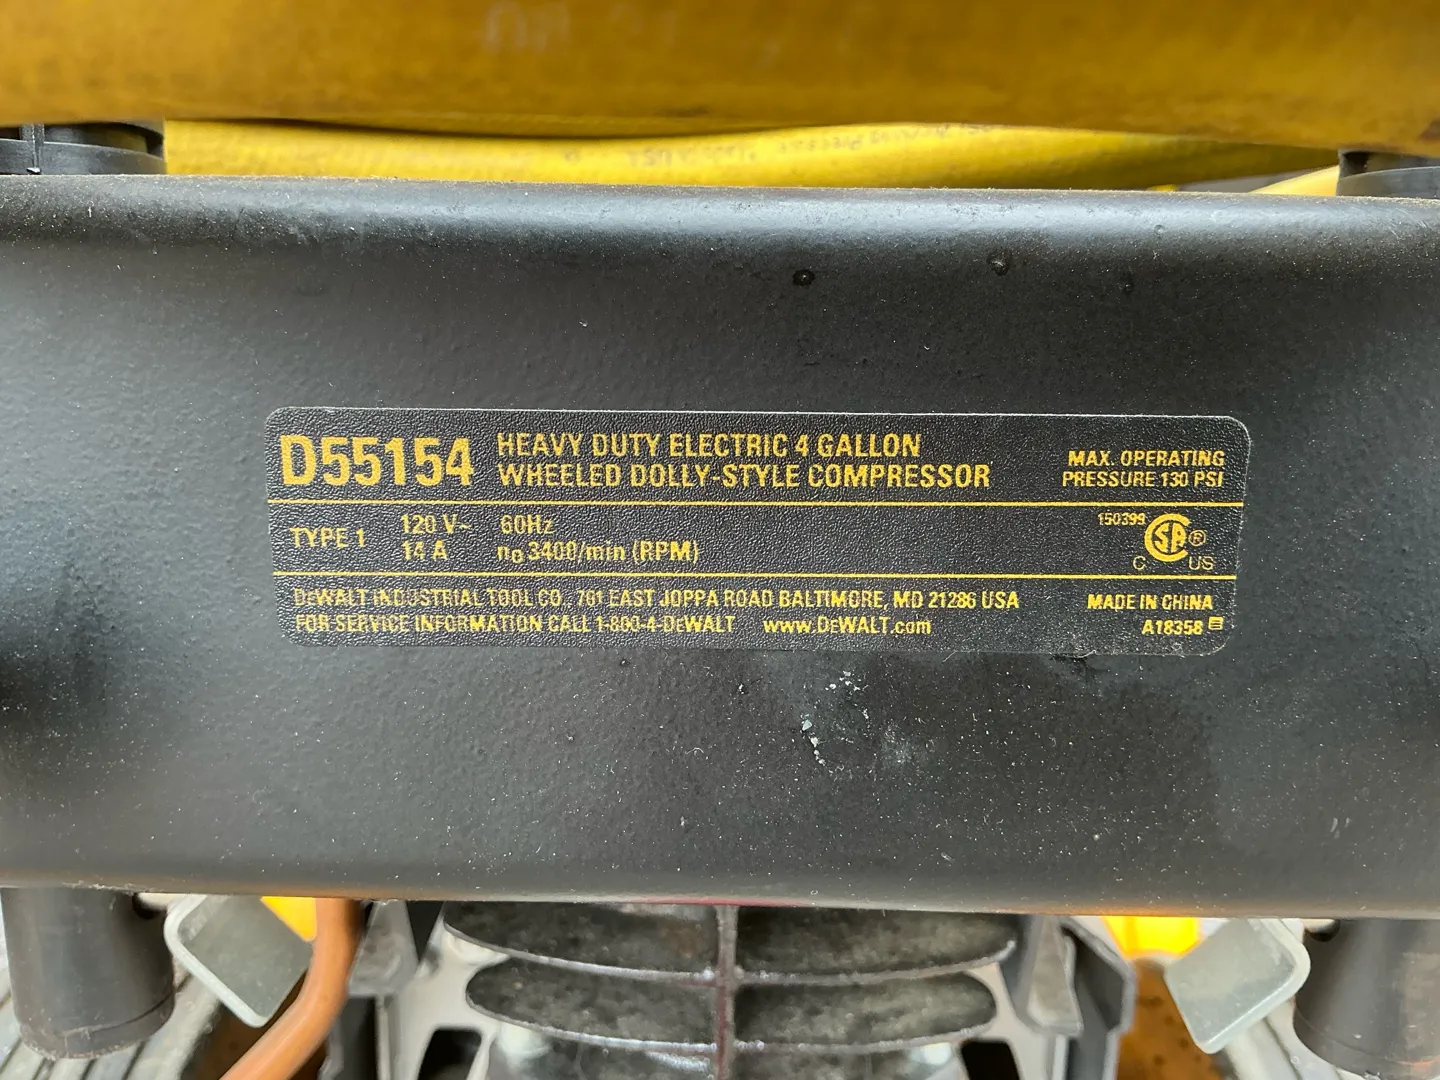 D55154
HEAVY DUTY ELECTRIC 4 GALLON
WHEELED DOLLY-STYLE COMPRESSOR
MAX. OPERATING
PRESSURE 130 PSI
TYPE 1
120 V~ 60Hz
14 A n₀ 3400/min (RPM)
150399
SA ®
C US
DEWALT INDUSTRIAL TOOL CO, 701 EAST JOPPA ROAD BALTIMORE, MD 21286 USA
FOR SERVICE INFORMATION CALL 1-800-4-DEWALT www.DEWALT.com
MADE IN CHINA
A18358